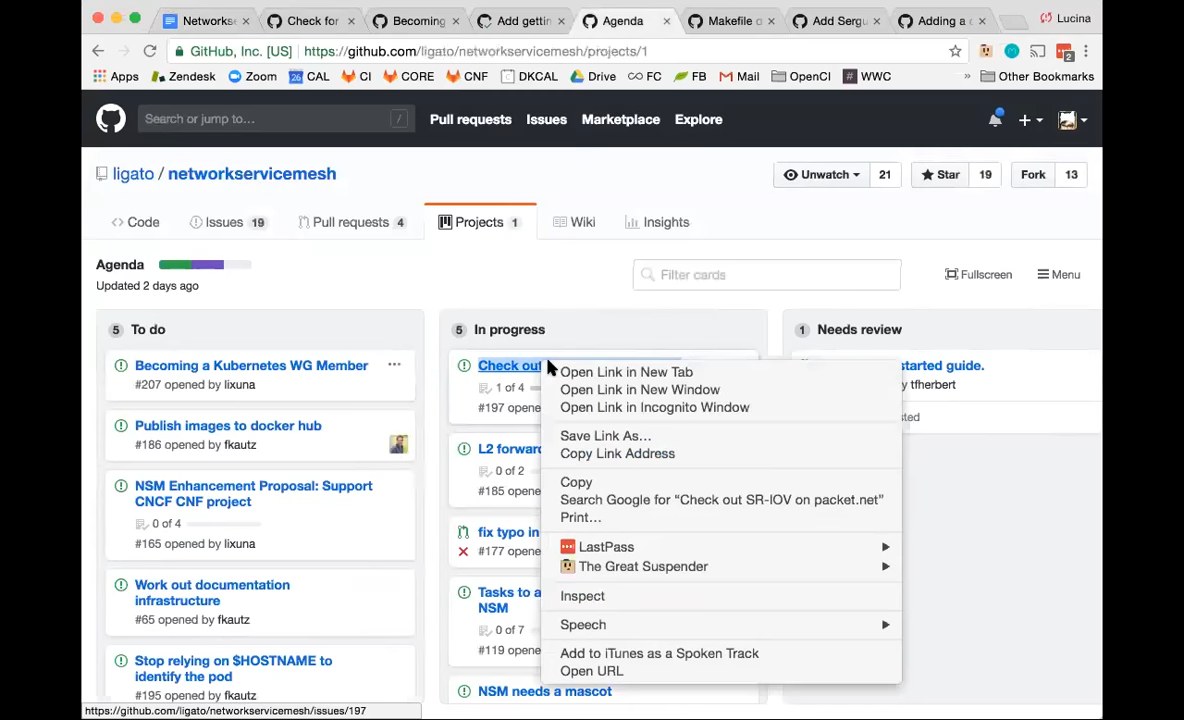 Networks
Check for
Becoming
Add gettin
Agenda
Makefile d
Add Sergu
Adding a
Lucina
GitHub, Inc. [US]
https://github.com/ligato/networkservicemesh/projects/1
2
Apps
Zendesk
Zoom
26 CAL
CI
CORE
CNF
DKCAL
Drive
FC
FB
Mail
OpenCI
# WWC
»
Other Bookmarks
Search or jump to…
/
Pull requests
Issues
Marketplace
Explore
ligato / networkservicemesh
Unwatch 21
Star 19
Fork 13
Code
Issues 19
Pull requests 4
Projects 1
Wiki
Insights
Agenda
Updated 2 days ago
Filter cards
Fullscreen
Menu
5 To do
Becoming a Kubernetes WG Member
#207 opened by lixuna
Publish images to docker hub
#186 opened by fkautz
NSM Enhancement Proposal: Support
CNCF CNF project
0 of 4
#165 opened by lixuna
Work out documentation
infrastructure
#65 opened by fkautz
Stop relying on $HOSTNAME to
identify the pod
#195 opened by fkautz
5 In progress
Check out
1 of 4
#197 opene
L2 forward
0 of 2
#185 opene
fix typo in
#177 opene
Tasks to a
NSM
0 of 7
#119 opene
NSM needs a mascot
1 Needs review
started guide.
y tfherbert
sted
Open Link in New Tab
Open Link in New Window
Open Link in Incognito Window
Save Link As...
Copy Link Address
Copy
Search Google for “Check out SR-IOV on packet.net”
Print...
LastPass
The Great Suspender
Inspect
Speech
Add to iTunes as a Spoken Track
Open URL
https://github.com/ligato/networkservicemesh/issues/197